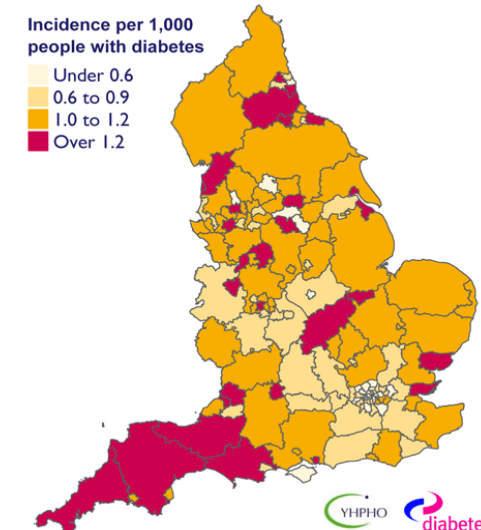 Incidence per 1,000
people with diabetes
Under 0.6
0.6 to 0.9
1.0 to 1.2
Over 1.2
YHPHO
diabete